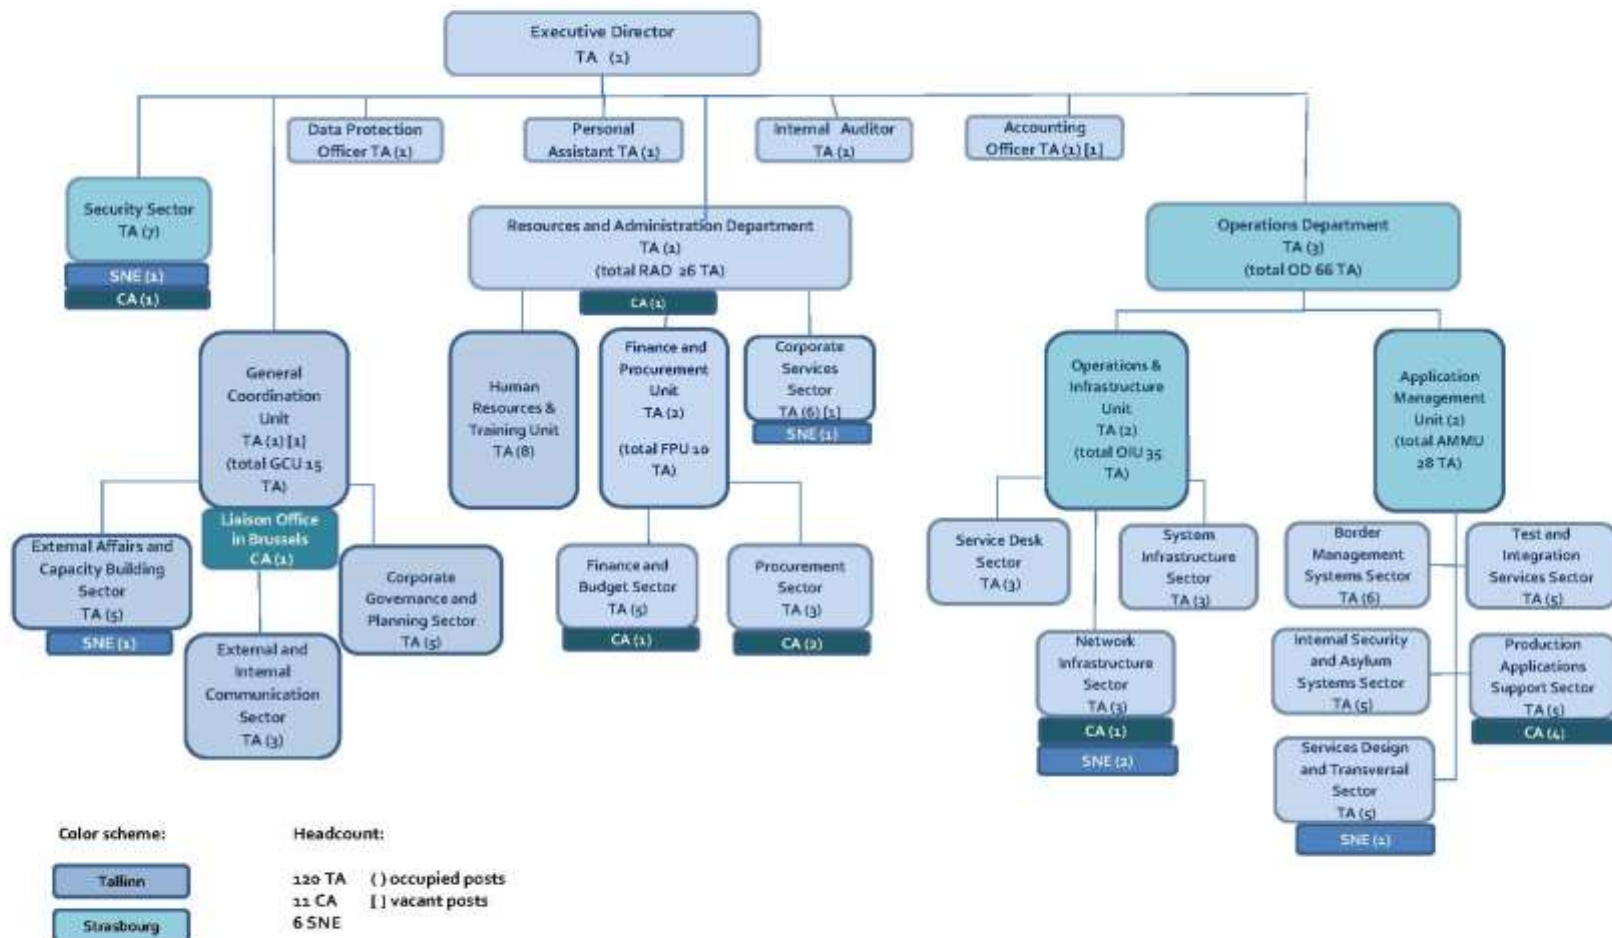 Executive Director
TA (1)
Data Protection
Officer TA (1)
Personal
Assistant TA (1)
Internal Auditor
TA (1)
Accounting
Officer TA (1) [1]
Security Sector
TA (7)
SNE (1)
CA (1)
Resources and Administration Department
TA (1)
(total RAD 26 TA)
CA (1)
Operations Department
TA (3)
(total OD 66 TA)
General
Coordination
Unit
TA (1) [1]
(total GCU 15
TA)
Liaison Office
in Brussels
CA (1)
Human
Resources &
Training Unit
TA (8)
Finance and
Procurement
Unit
TA (2)
(total FPU 10
TA)
Corporate
Services
Sector
TA (6) [1]
SNE (1)
Operations &
Infrastructure
Unit
TA (2)
(total OIU 35
TA)
Application
Management
Unit (2)
(total AMMU
28 TA)
External Affairs and
Capacity Building
Sector
TA (5)
SNE (1)
External and
Internal
Communication
Sector
TA (3)
Corporate
Governance and
Planning Sector
TA (5)
Finance and
Budget Sector
TA (5)
CA (1)
Procurement
Sector
TA (3)
CA (2)
Service Desk
Sector
TA (3)
System
Infrastructure
Sector
TA (3)
Network
Infrastructure
Sector
TA (3)
CA (1)
SNE (2)
Border
Management
Systems Sector
TA (6)
Test and
Integration
Services Sector
TA (5)
Internal Security
and Asylum
Systems Sector
TA (5)
Production
Applications
Support Sector
TA (5)
CA (4)
Services Design
and Transversal
Sector
TA (5)
SNE (1)
Color scheme:
Tallinn
Strasbourg
Headcount:
120 TA ( ) occupied posts
11 CA [ ] vacant posts
6 SNE